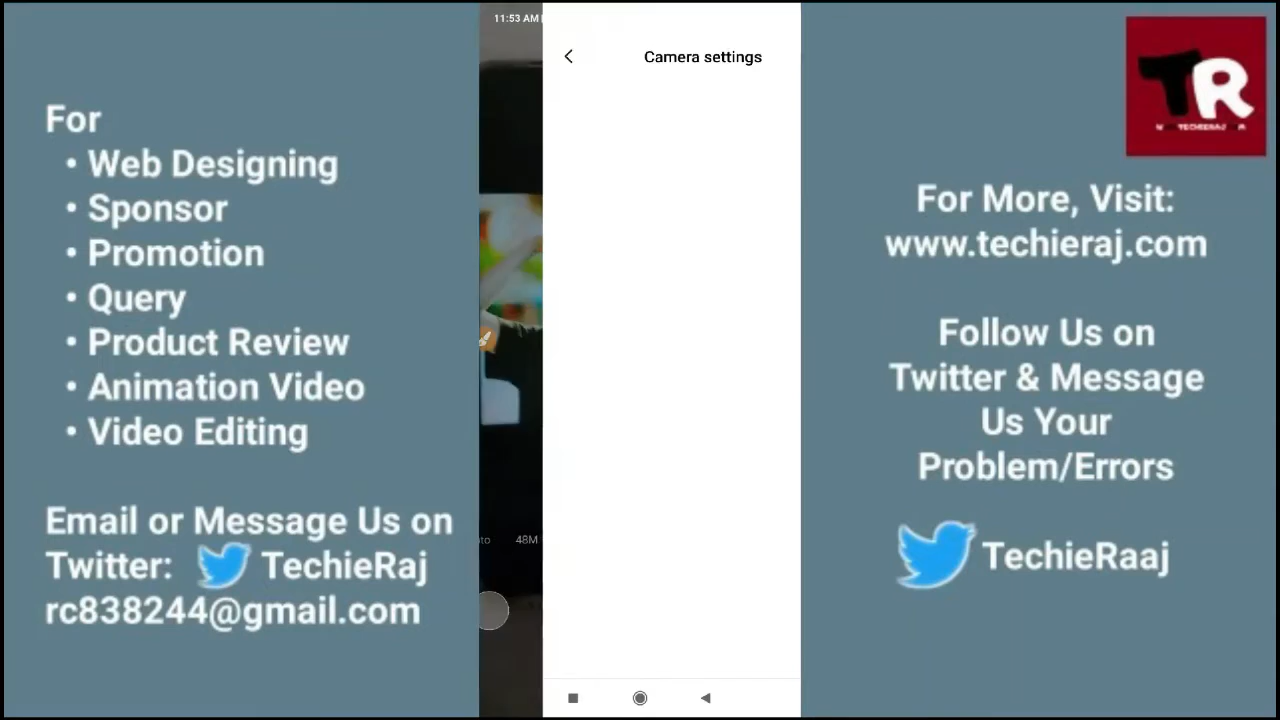 For
• Web Designing
• Sponsor
• Promotion
• Query
• Product Review
• Animation Video
• Video Editing
Email or Message Us on
Twitter: TechieRaj
rc838244@gmail.com
11:53 AM
48M
Camera settings
TR
For More, Visit:
www.techieraj.com
Follow Us on
Twitter & Message
Us Your
Problem/Errors
TechieRaaj